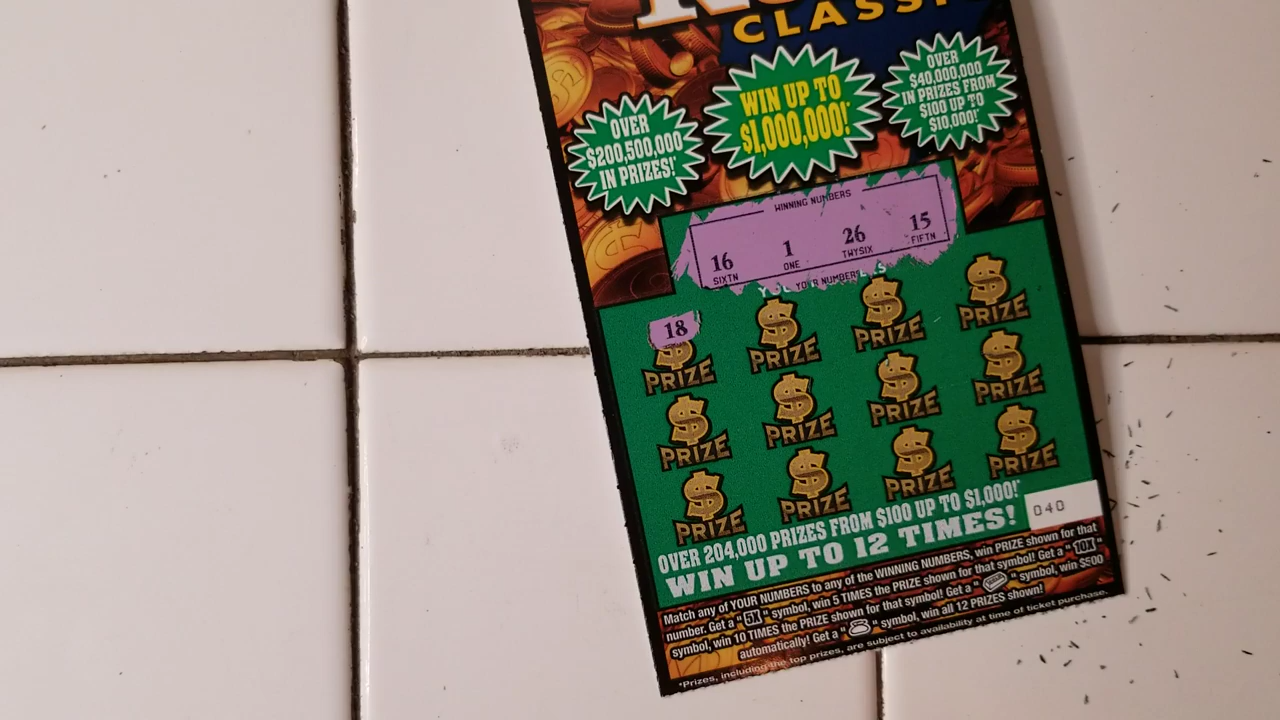 CLASSIC
OVER
$200,500,000
IN PRIZES!*
WIN UP TO
$1,000,000!*
OVER
$40,000,000
IN PRIZES FROM
$100 UP TO
$10,000!*
WINNING NUMBERS
16 1 26 15
SIXTN ONE TWYSIX FIFTN
YOUR NUMBERS
18
PRIZE PRIZE PRIZE PRIZE
PRIZE PRIZE PRIZE PRIZE
PRIZE PRIZE PRIZE PRIZE
OVER 204,000 PRIZES FROM $100 UP TO $1,000!*
WIN UP TO 12 TIMES!
040
Match any of YOUR NUMBERS to any of the WINNING NUMBERS, win PRIZE shown for that
number. Get a "5X" symbol, win 5 TIMES the PRIZE shown for that symbol! Get a "10X"
symbol, win 10 TIMES the PRIZE shown for that symbol! Get a " " symbol, win $500
automatically! Get a " " symbol, win all 12 PRIZES shown!
*Prizes, including the top prizes, are subject to availability at time of ticket purchase.